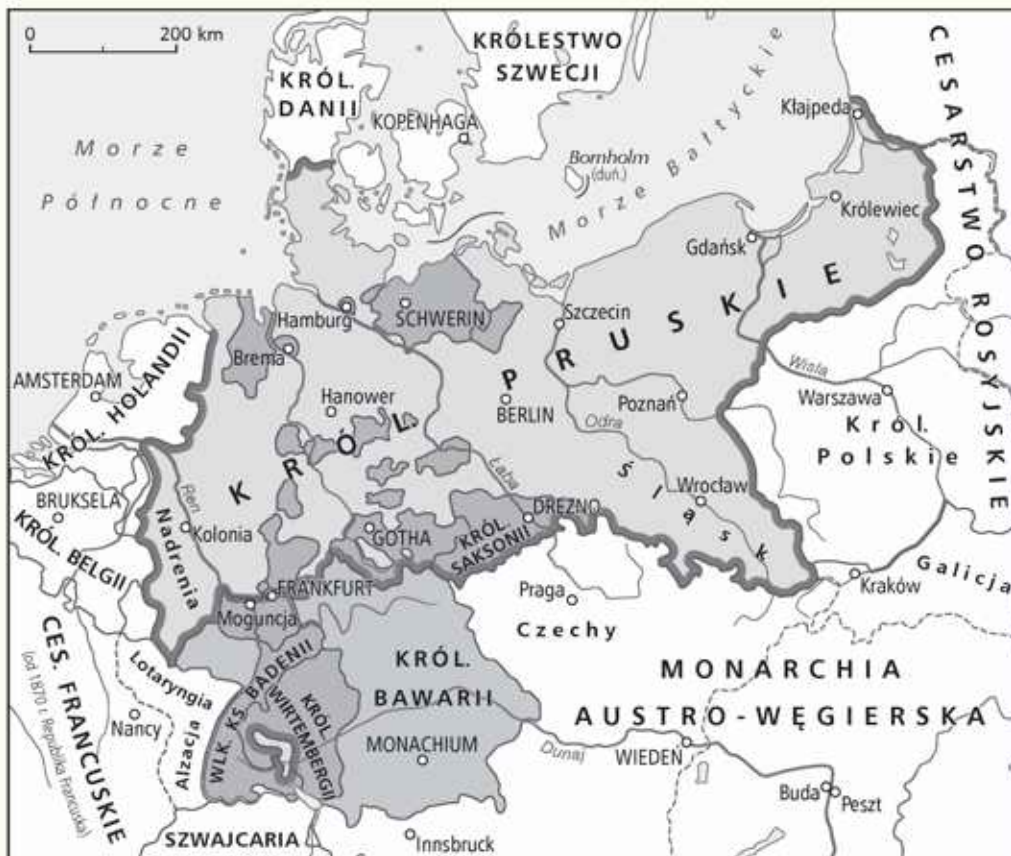 0 200 km
KRÓLESTWO
SZWECJI
KRÓL.
DANII
KOPENHAGA
Bornholm
(duń.)
Morze
Północne
Morze Bałtyckie
CESARSTWO ROSYJSKIE
Kłajpeda
Królewiec
Gdańsk
Szczecin
Hamburg
SCHWERIN
Brema
AMSTERDAM
KRÓL. HOLANDII
Hanower
BERLIN
Poznań
Wisła
Warszawa
Król.
Polskie
KRÓL. PRUSKIE
Odra
Śląsk
Wrocław
Łaba
Ren
BRUKSELA
KRÓL. BELGII
Nadrenia
Kolonia
GOTHA
DREZNO
KRÓL.
SAKSONII
FRANKFURT
Moguncja
Praga
Czechy
Kraków
Galicja
CES. FRANCUSKIE
(od 1870 r. Republika Francuska)
Lotaryngia
Nancy
Alzacja
WLK. KS. BADENII
KRÓL.
WIRTEMBERGII
KRÓL.
BAWARII
MONACHIUM
MONARCHIA
AUSTRO-WĘGIERSKA
Dunaj
WIEDEŃ
Buda
Peszt
SZWAJCARIA
Innsbruck